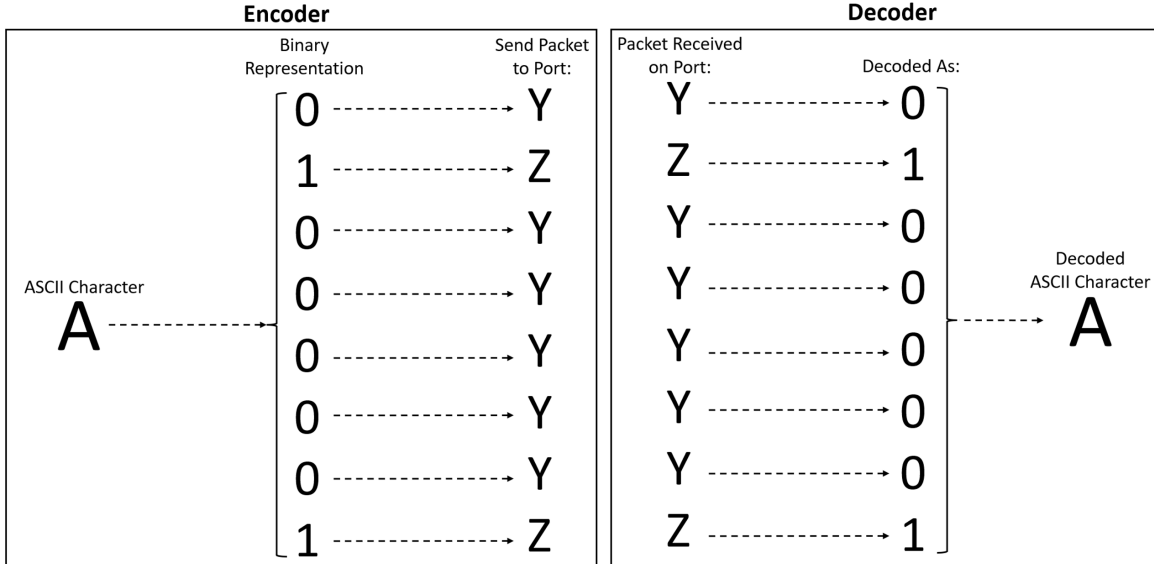 Encoder
Binary
Representation
Send Packet
to Port:
ASCII Character
A
0 Y
1 Z
0 Y
0 Y
0 Y
0 Y
0 Y
1 Z
Decoder
Packet Received
on Port:
Decoded As:
Y 0
Z 1
Y 0
Y 0
Y 0
Y 0
Y 0
Z 1
Decoded
ASCII Character
A